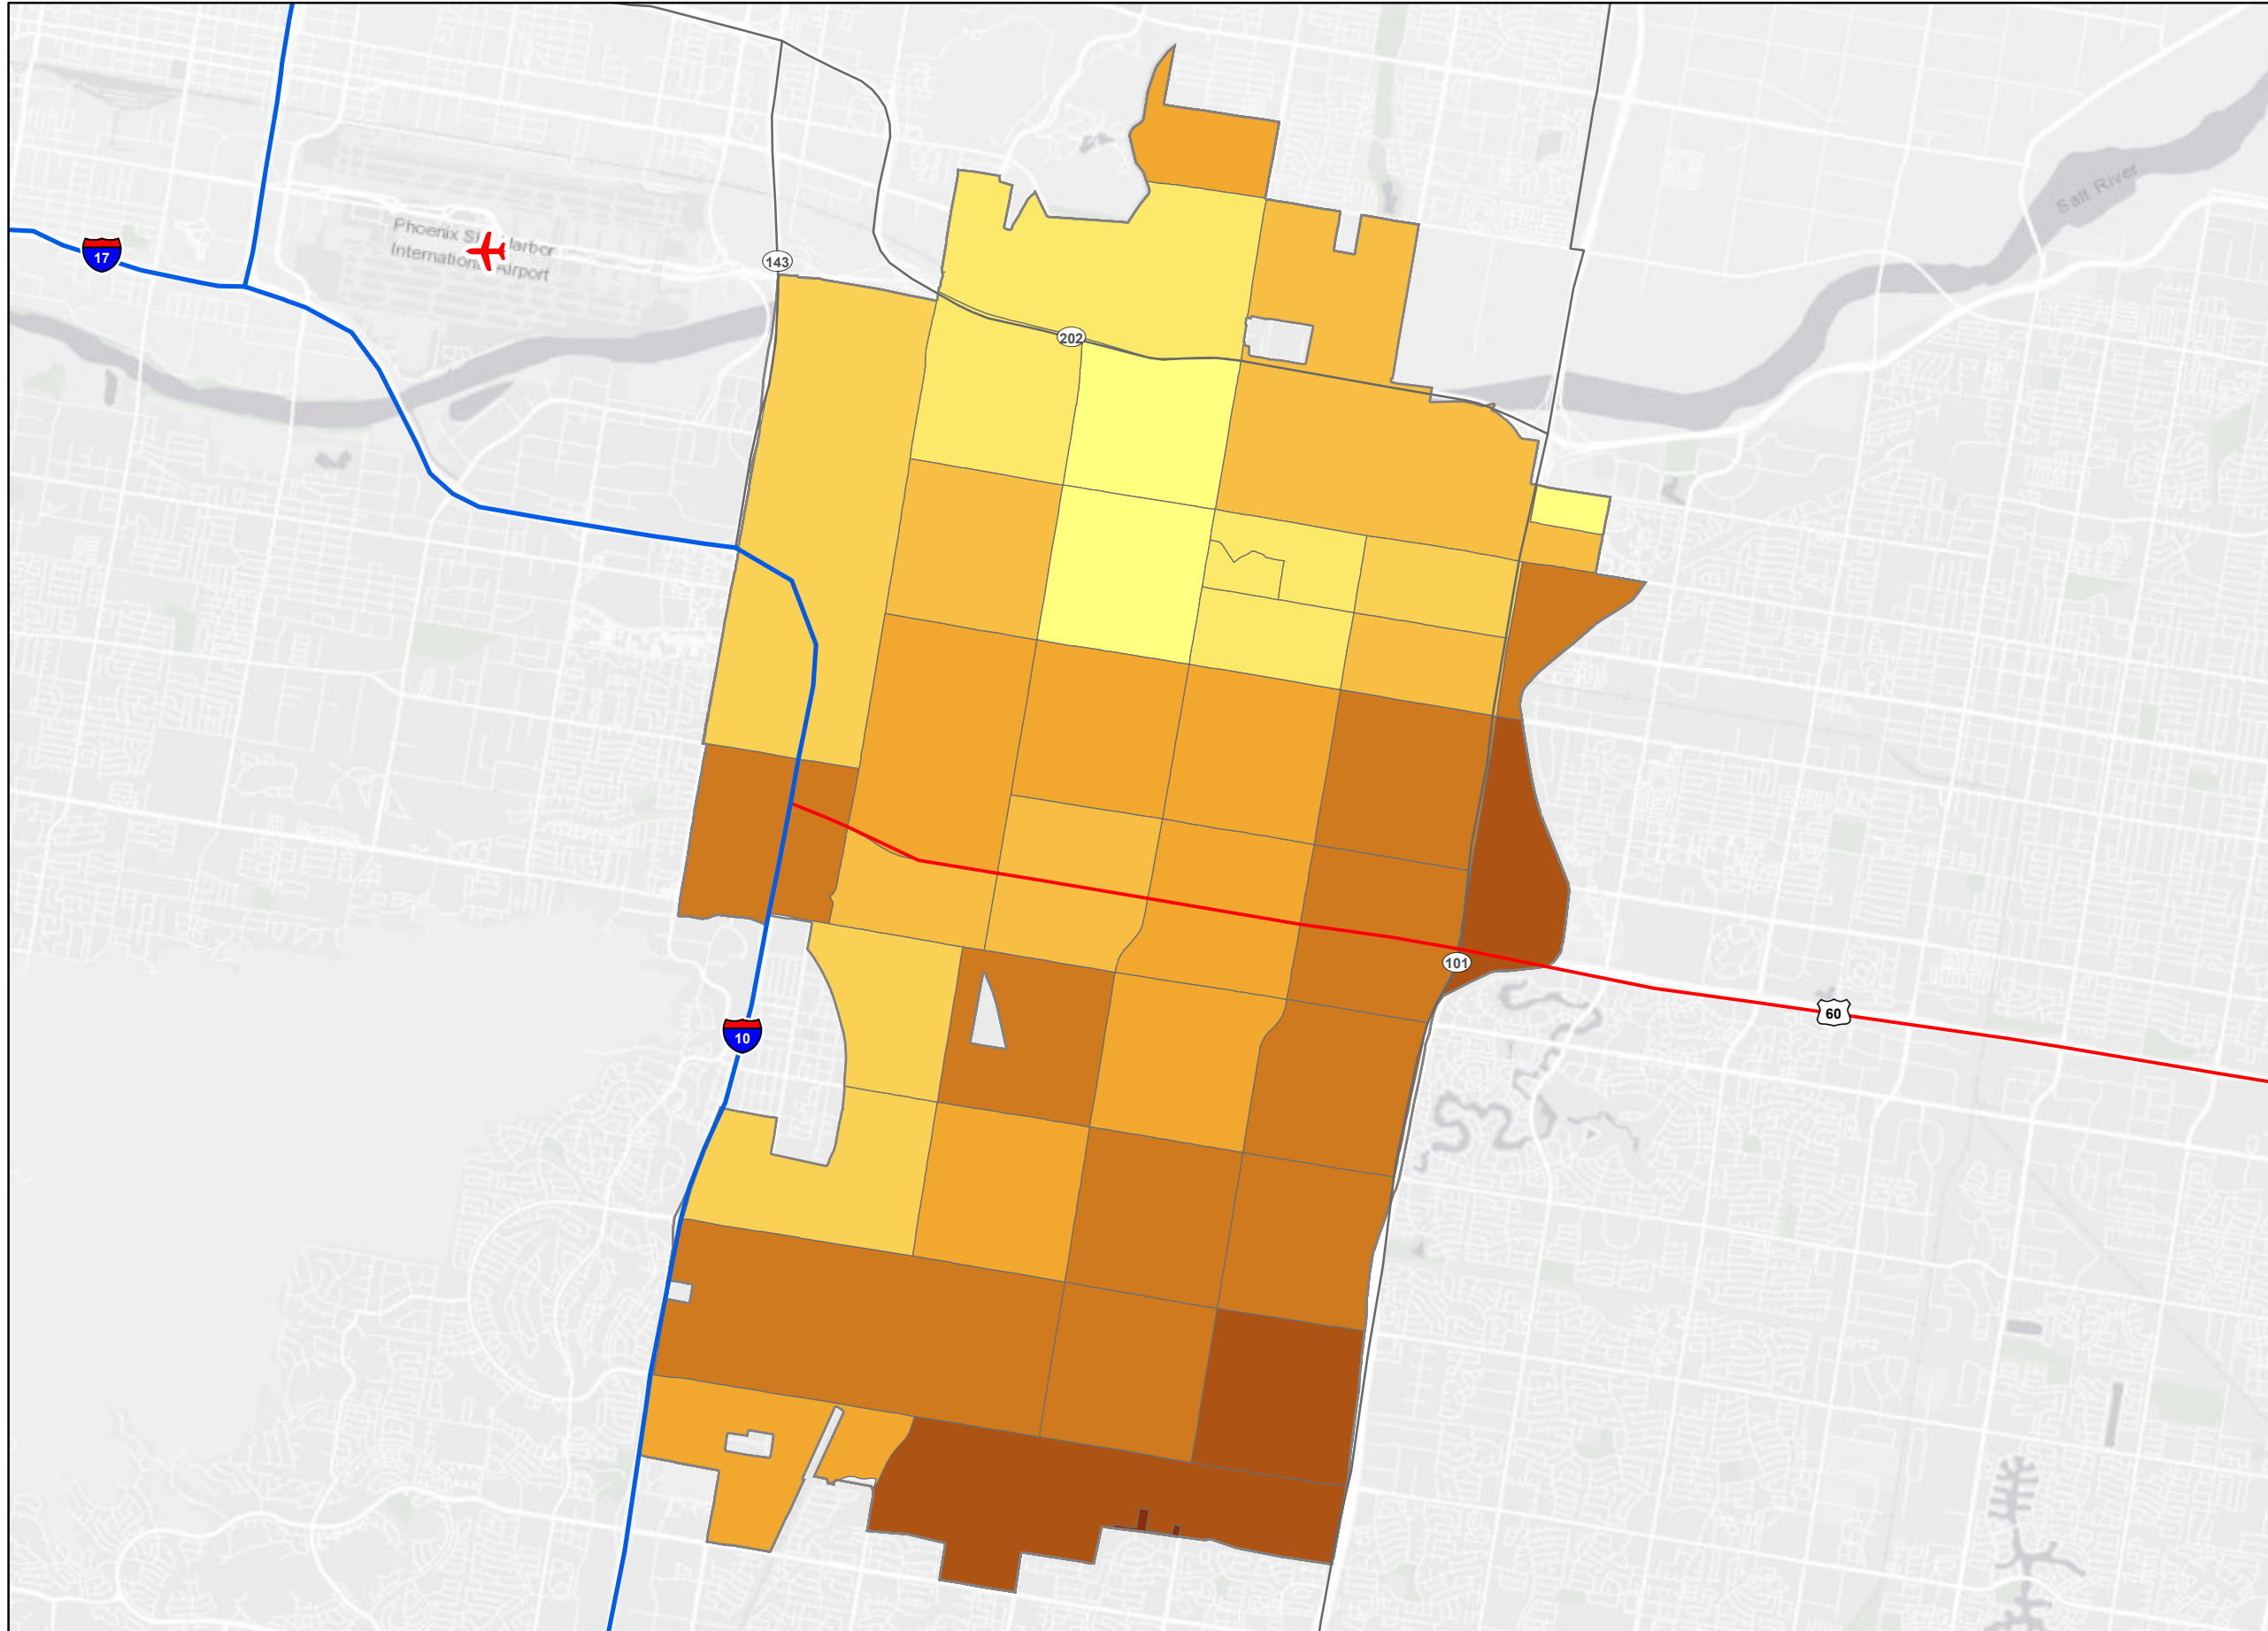 Salt River
Phoenix Sky Harbor
International Airport
17
143
202
101
10
60